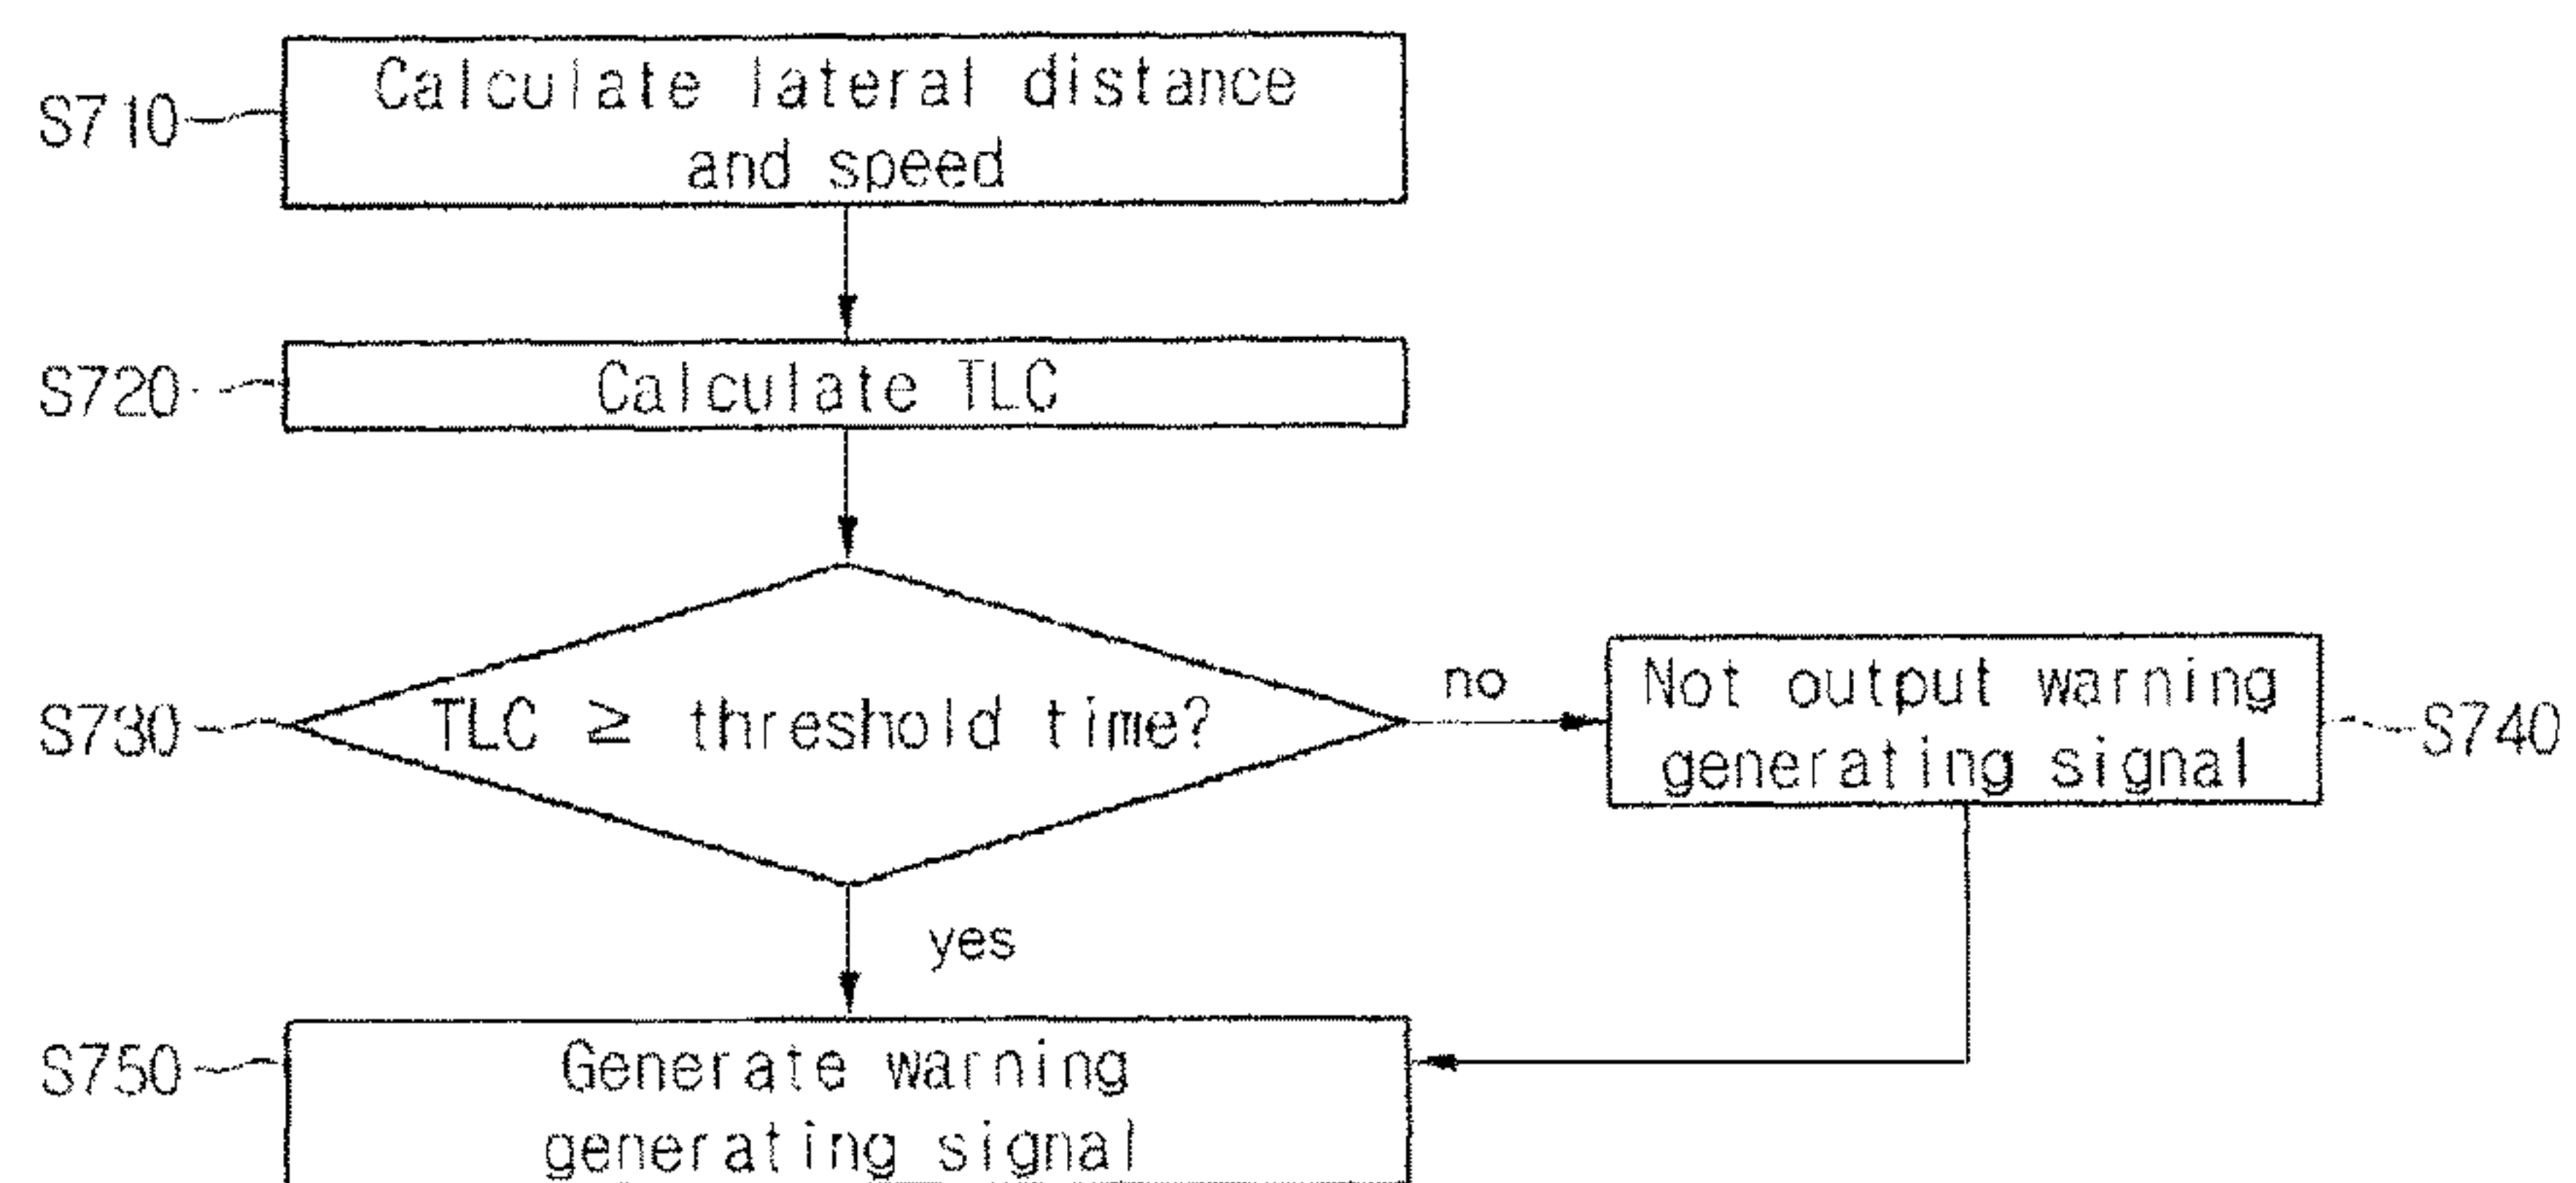 S710
Calculate lateral distance
and speed
S720
Calculate TLC
S730
TLC ≥ threshold time?
no
Not output warning
generating signal
S740
yes
S750
Generate warning
generating signal